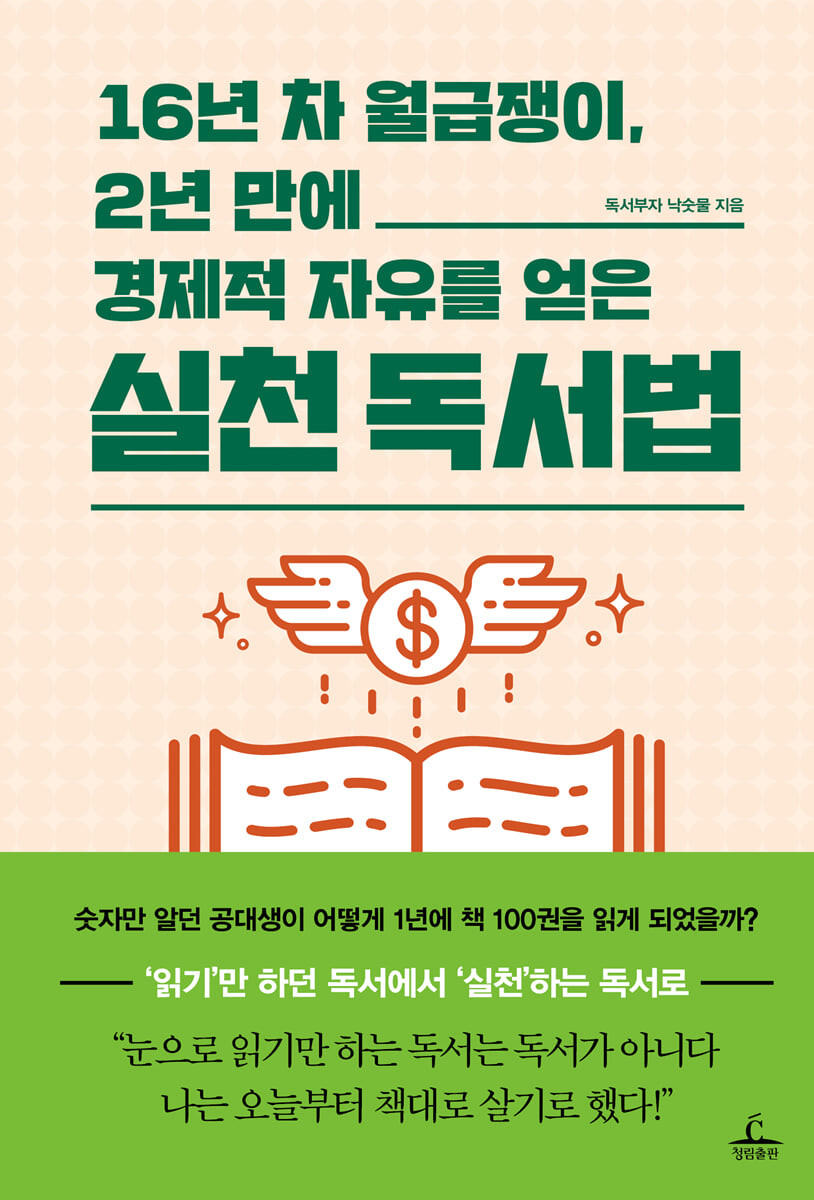 16년 차 월급쟁이,
2년 만에
독서부자 낙숫물 지음
경제적 자유를 얻은
실천 독서법
$
숫자만 알던 공대생이 어떻게 1년에 책 100권을 읽게 되었을까?
‘읽기’만 하던 독서에서 ‘실천’하는 독서로
“눈으로 읽기만 하는 독서는 독서가 아니다
나는 오늘부터 책대로 살기로 했다!”
Ć
청림출판